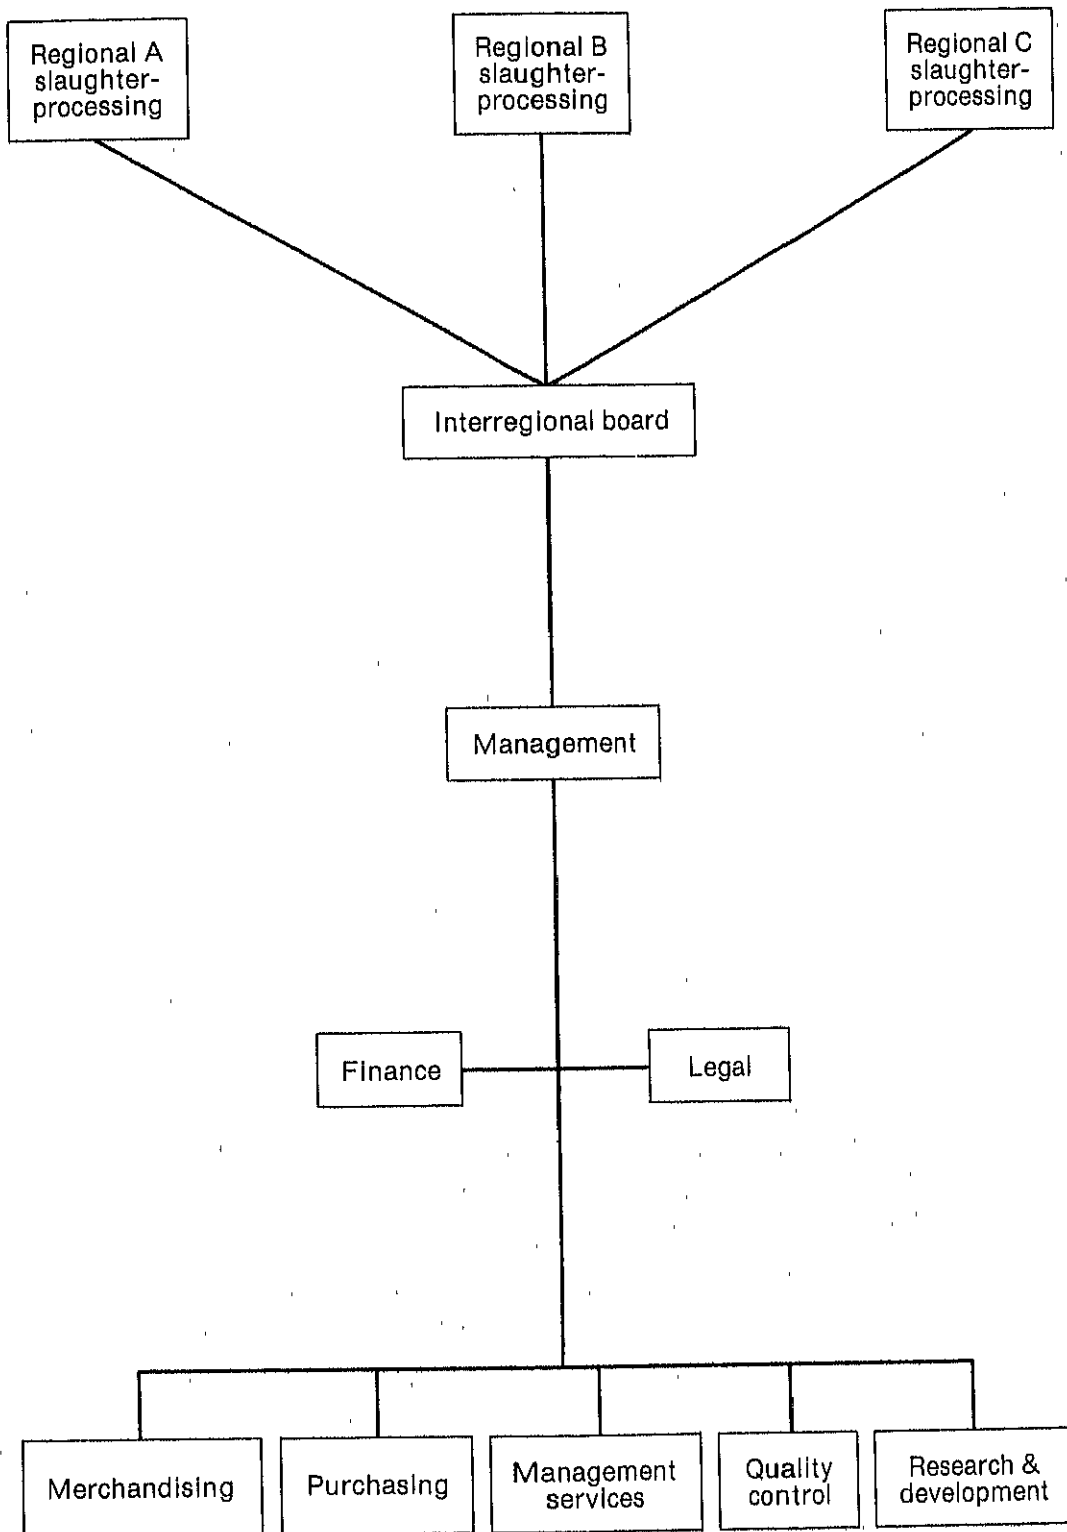 Regional A
slaughter-
processing
Regional B
slaughter-
processing
Regional C
slaughter-
processing
Interregional board
Management
Finance
Legal
Merchandising
Purchasing
Management
services
Quality
control
Research &
development